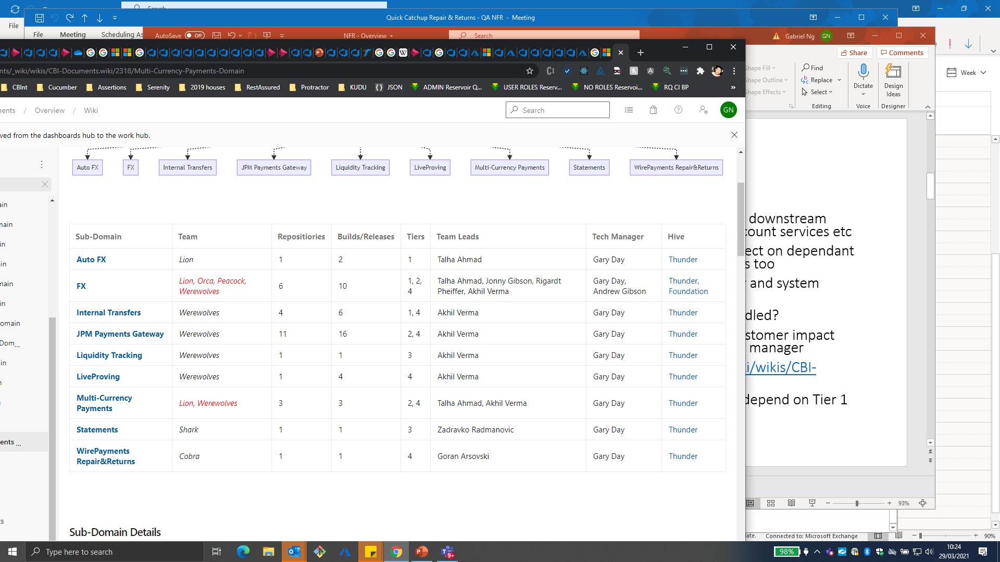 Search
Quick Catchup Repair & Returns - QA NFR - Meeting
File
File Meeting Scheduling As
AutoSave Off NFR - Overview Search Gabriel Ng GN
Share Comments
nts/_wiki/wikis/CBI-Documents.wiki/2318/Multi-Currency-Payments-Domain
CBInt Cucumber Assertions Serenity 2019 houses RestAssured Protractor KUDU JSON ADMIN Reservoir Q... USER ROLES Reserv... NO ROLES Reservoi... RQ CI BP »
Shape Fill
Shape Outline
Shape Effects
Find
Replace
Select
Editing
Dictate
Voice
Design
Ideas
Designer
Week
nents / Overview / Wiki
Search
GN
ved from the dashboards hub to the work hub.
Auto FX FX Internal Transfers JPM Payments Gateway Liquidity Tracking LiveProving Multi-Currency Payments Statements WirePayments Repair&Returns
ain
main
in
in
main
in
omain
Dom...
in
n
ents ...
ts
Sub-Domain Team Repositiories Builds/Releases Tiers Team Leads Tech Manager Hive
Auto FX Lion 1 2 1 Talha Ahmad Gary Day Thunder
FX Lion, Orca, Peacock, Werewolves 6 10 1, 2, 4 Talha Ahmad, Jonny Gibson, Rigardt Pheiffer, Akhil Verma Gary Day, Andrew Gibson Thunder, Foundation
Internal Transfers Werewolves 4 6 1, 4 Akhil Verma Gary Day Thunder
JPM Payments Gateway Werewolves 11 16 2, 4 Akhil Verma Gary Day Thunder
Liquidity Tracking Werewolves 1 1 3 Akhil Verma Gary Day Thunder
LiveProving Werewolves 1 4 4 Akhil Verma Gary Day Thunder
Multi-Currency Payments Lion, Werewolves 3 3 2, 4 Talha Ahmad, Akhil Verma Gary Day Thunder
Statements Shark 1 1 3 Zadravko Radmanovic Gary Day Thunder
WirePayments Repair&Returns Cobra 1 1 4 Goran Arsovski Gary Day Thunder
Sub-Domain Details
downstream
count services etc
ect on dependant
s too
and system
dled?
stomer impact
manager
i/wikis/CBI-
depend on Tier 1
93%
date. Connected to: Microsoft Exchange
90%
Type here to search
9+
98%
10:24
29/03/2021